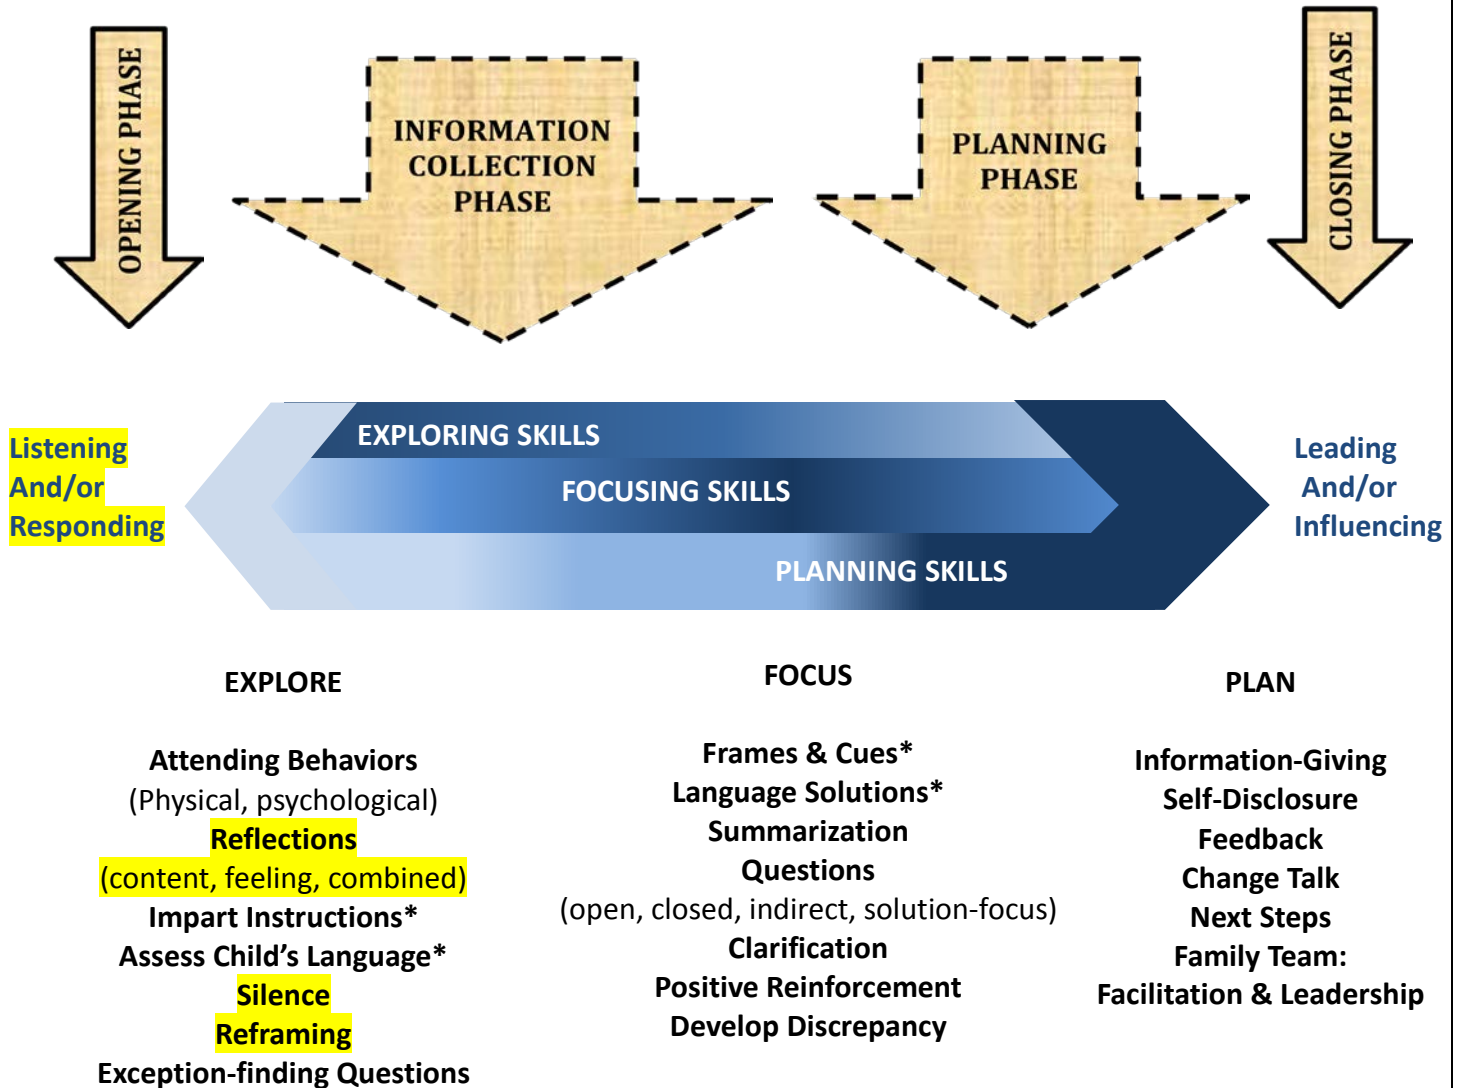 OPENING PHASE
INFORMATION
COLLECTION
PHASE
PLANNING
PHASE
CLOSING PHASE
Listening
And/or
Responding
EXPLORING SKILLS
FOCUSING SKILLS
PLANNING SKILLS
Leading
And/or
Influencing
EXPLORE
Attending Behaviors
(Physical, psychological)
Reflections
(content, feeling, combined)
Impart Instructions*
Assess Child’s Language*
Silence
Reframing
Exception-finding Questions
FOCUS
Frames & Cues*
Language Solutions*
Summarization
Questions
(open, closed, indirect, solution-focus)
Clarification
Positive Reinforcement
Develop Discrepancy
PLAN
Information-Giving
Self-Disclosure
Feedback
Change Talk
Next Steps
Family Team:
Facilitation & Leadership